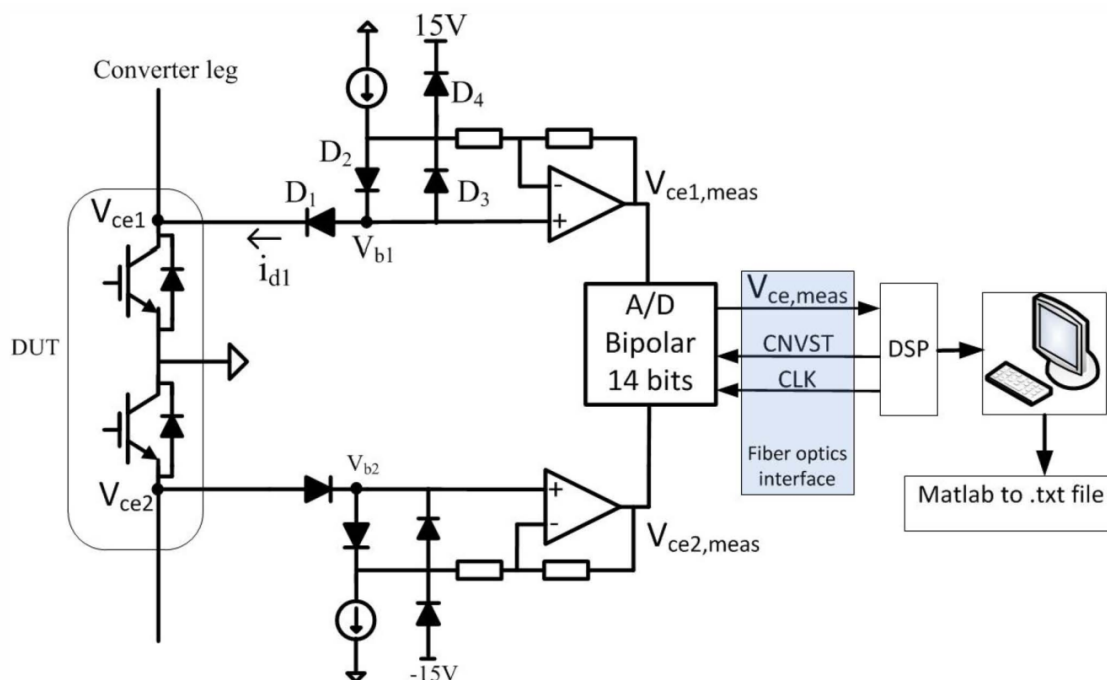 15V
Converter leg
D4
D2
D3
Vce1,meas
D1
Vce1
Vb1
id1
-
+
A/D
Bipolar
14 bits
Vce,meas
CNVST
CLK
DSP
DUT
Fiber optics
interface
Matlab to .txt file
Vb2
Vce2
+
-
Vce2,meas
-15V